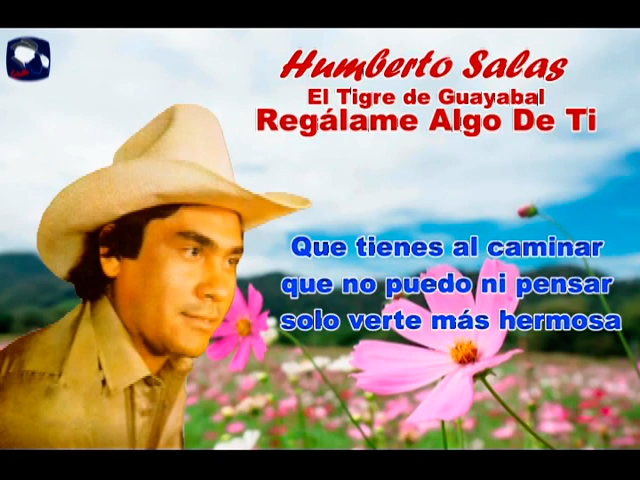 Humberto Salas
El Tigre de Guayabal
Regálame Algo De Ti
Que tienes al caminar
que no puedo ni pensar
solo verte más hermosa